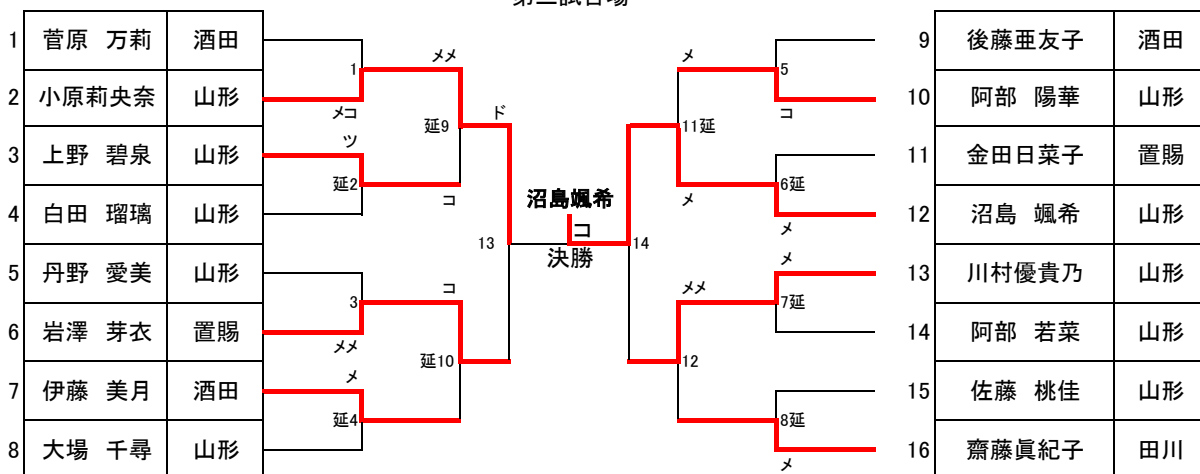 第二試合場
1 菅原 万莉 酒田
2 小原莉央奈 山形
3 上野 碧泉 山形
4 白田 瑠璃 山形
5 丹野 愛美 山形
6 岩澤 芽衣 置賜
7 伊藤 美月 酒田
8 大場 千尋 山形
1
メコ
ツ
延2
3
メメ
メ
延4
メメ
延9
コ
コ
延10
ド
13
沼島颯希
コ
決勝
14
メ
11延
メ
メメ
12
5
コ
6延
メ
メ
7延
8延
メ
9 後藤亜友子 酒田
10 阿部 陽華 山形
11 金田日菜子 置賜
12 沼島 颯希 山形
13 川村優貴乃 山形
14 阿部 若菜 山形
15 佐藤 桃佳 山形
16 齋藤眞紀子 田川